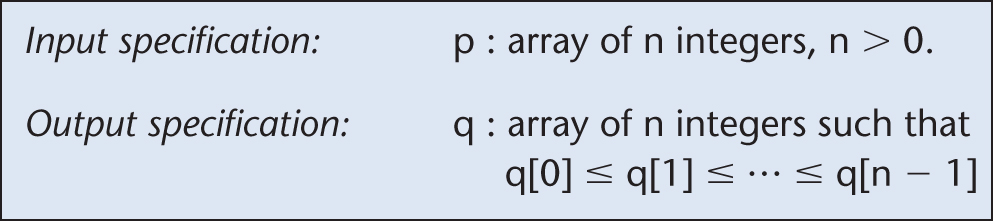 Input specification: p : array of n integers, n > 0.
Output specification: q : array of n integers such that
q[0] ≤ q[1] ≤ ⋯ ≤ q[n − 1]